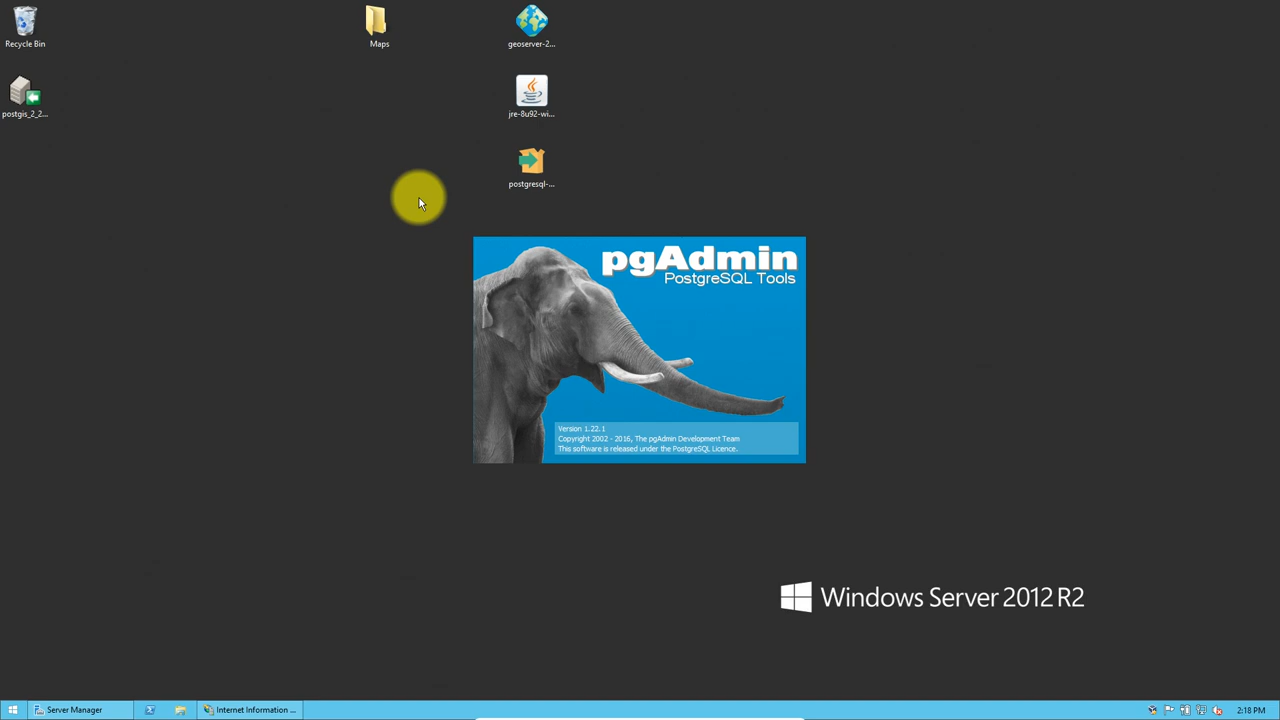 Recycle Bin
Maps
geoserver-2...
postgis_2_2...
jre-8u92-wi...
postgresql-...
pgAdmin
PostgreSQL Tools
Version 1.22.1
Copyright 2002 - 2016, The pgAdmin Development Team
This software is released under the PostgreSQL Licence.
Windows Server 2012 R2
Server Manager
Internet Information ...
2:18 PM